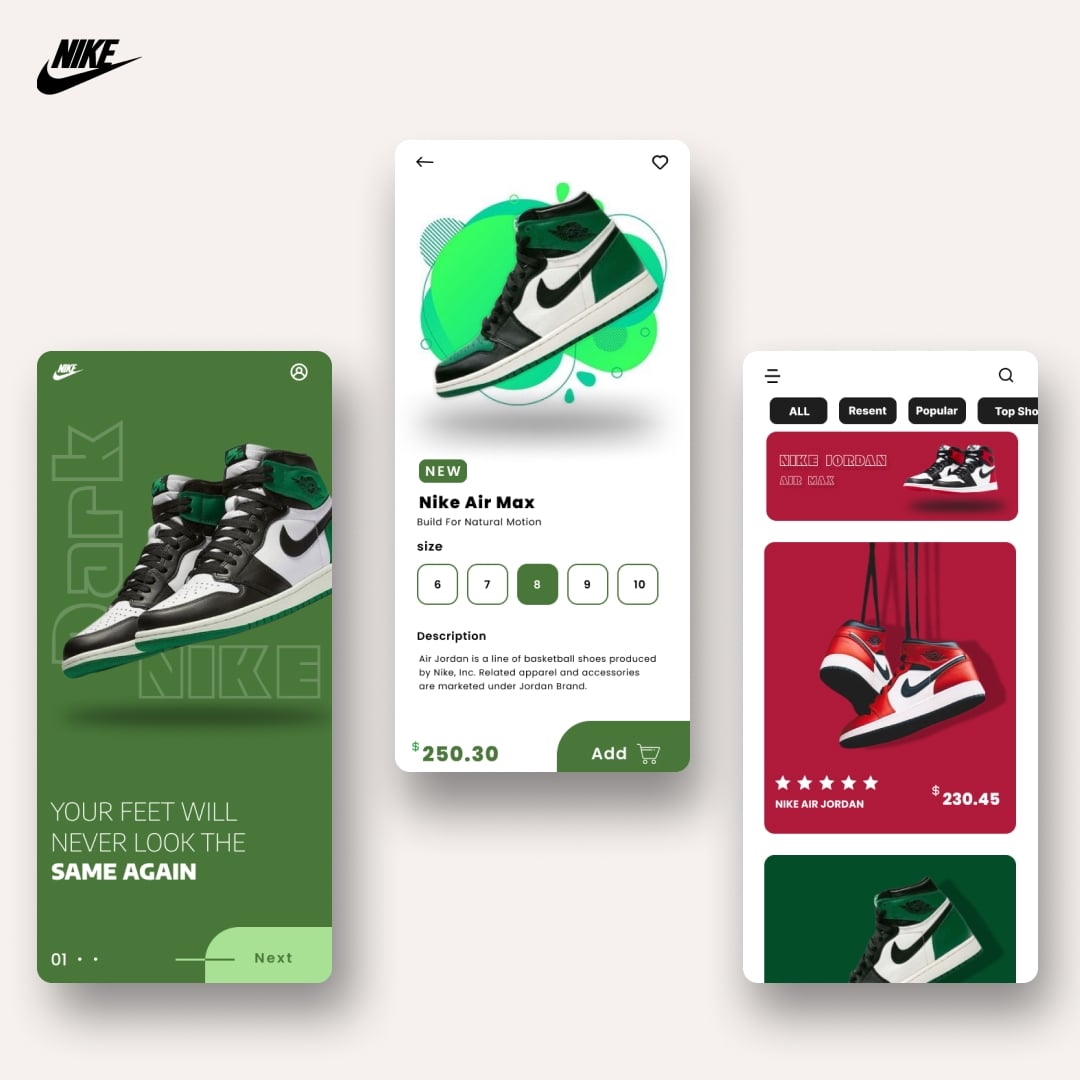 NIKE
NIKE
Park
NIKE
YOUR FEET WILL
NEVER LOOK THE
SAME AGAIN
01
Next
NEW
Nike Air Max
Build For Natural Motion
size
6 7 8 9 10
Description
Air Jordan is a line of basketball shoes produced
by Nike, Inc. Related apparel and accessories
are marketed under Jordan Brand.
$250.30
Add
ALL Resent Popular Top Sho
NIKE JORDAN
AIR MAX
NIKE AIR JORDAN
$230.45